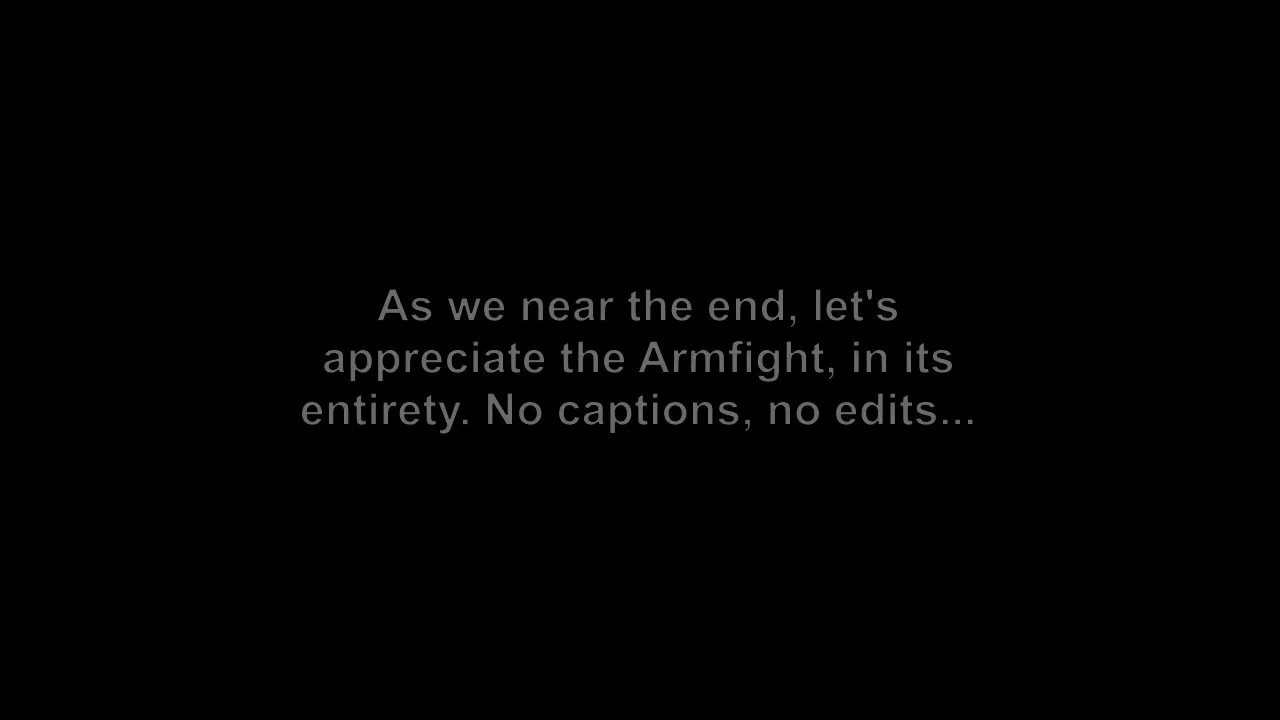 As we near the end, let's
appreciate the Armfight, in its
entirety. No captions, no edits...